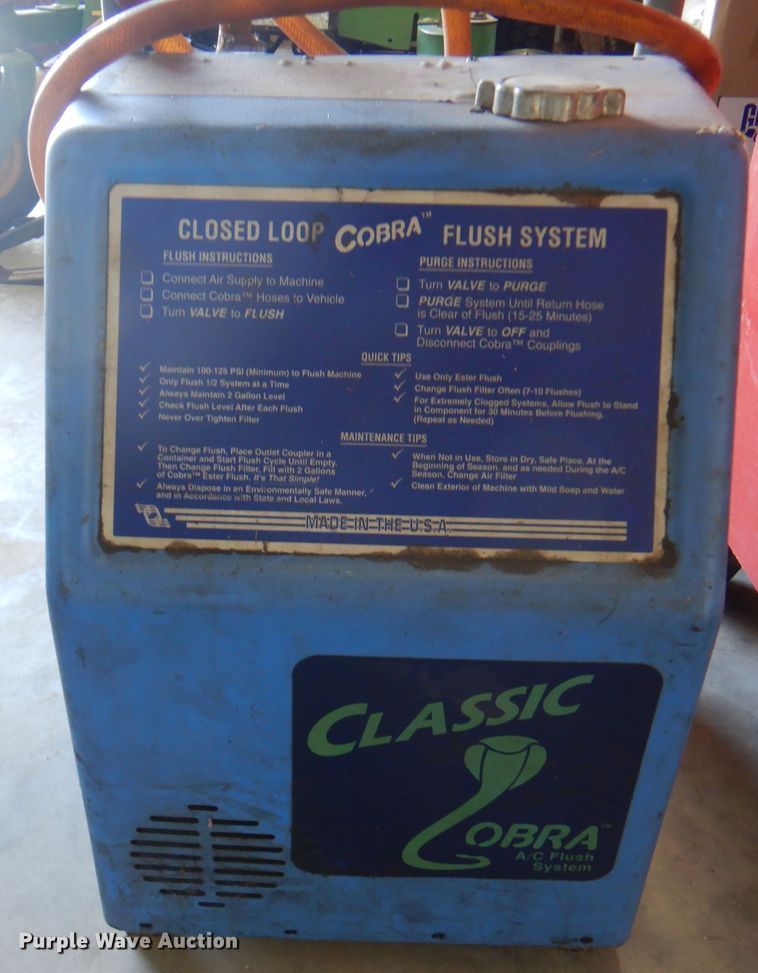 CLOSED LOOP COBRA™ FLUSH SYSTEM
FLUSH INSTRUCTIONS
Connect Air Supply to Machine
Connect Cobra™ Hoses to Vehicle
Turn VALVE to FLUSH
PURGE INSTRUCTIONS
Turn VALVE to PURGE
PURGE System Until Return Hose
is Clear of Flush (15-25 Minutes)
Turn VALVE to OFF and
Disconnect Cobra™ Couplings
QUICK TIPS
Maintain 100-125 PSI (Minimum) to Flush Machine
Only Flush 1/2 System at a Time
Always Maintain 2 Gallon Level
Check Flush Level After Each Flush
Never Over Tighten Filter
Use Only Ester Flush
Change Flush Filter Often (7-10 Flushes)
For Extremely Clogged Systems, Allow Flush to Stand
in Component for 30 Minutes Before Flushing.
(Repeat as Needed)
MAINTENANCE TIPS
To Change Flush, Place Outlet Coupler in a
Container and Start Flush Cycle Until Empty.
Then Change Flush Filter, Fill with 2 Gallons
of Cobra™ Ester Flush. It's That Simple!
Always Dispose in an Environmentally Safe Manner,
and in Accordance with State and Local Laws.
When Not in Use, Store in Dry, Safe Place. At the
Beginning of Season, and as needed During the A/C
Season, Change Air Filter
Clean Exterior of Machine with Mild Soap and Water
MADE IN THE U.S.A.
CLASSIC
COBRA™
A/C Flush
System
Purple Wave Auction